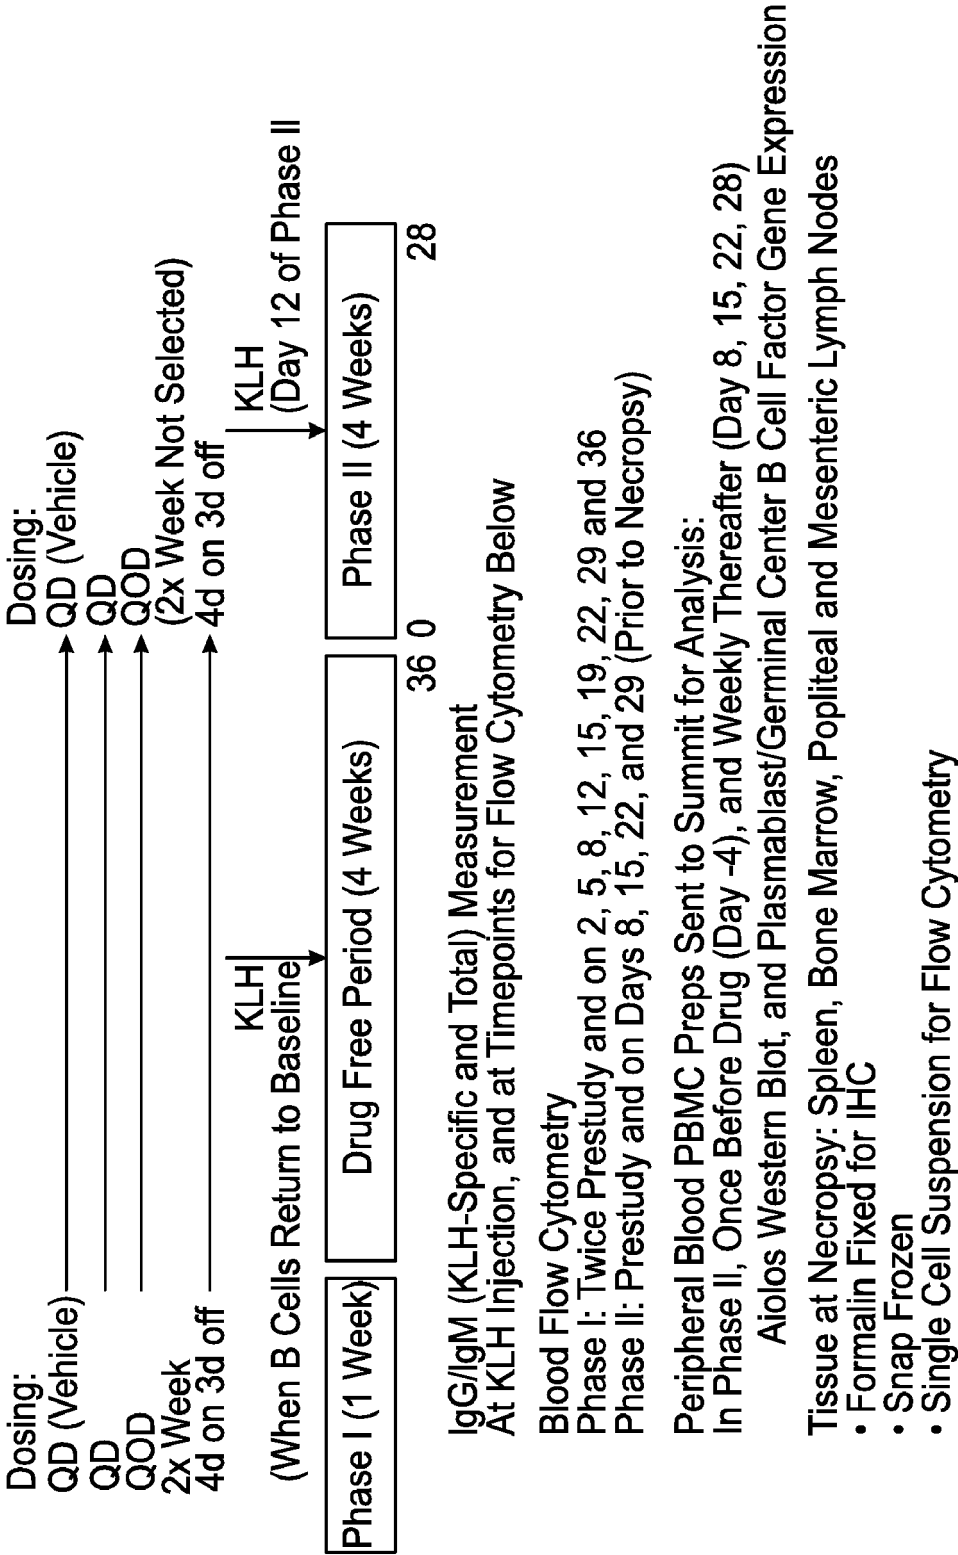 Dosing:
QD (Vehicle)
QD
QOD
2x Week
4d on 3d off
Dosing:
QD (Vehicle)
QD
QOD
(2x Week Not Selected)
4d on 3d off
KLH
(When B Cells Return to Baseline)
KLH
(Day 12 of Phase II
Phase I (1 Week)
Drug Free Period (4 Weeks)
Phase II (4 Weeks)
36 0
28
IgG/IgM (KLH-Specific and Total) Measurement
At KLH Injection, and at Timepoints for Flow Cytometry Below
Blood Flow Cytometry
Phase I: Twice Prestudy and on 2, 5, 8, 12, 15, 19, 22, 29 and 36
Phase II: Prestudy and on Days 8, 15, 22, and 29 (Prior to Necropsy)
Peripheral Blood PBMC Preps Sent to Summit for Analysis:
In Phase II, Once Before Drug (Day -4), and Weekly Thereafter (Day 8, 15, 22, 28)
Aiolos Western Blot, and Plasmablast/Germinal Center B Cell Factor Gene Expression
Tissue at Necropsy: Spleen, Bone Marrow, Popliteal and Mesenteric Lymph Nodes
• Formalin Fixed for IHC
• Snap Frozen
• Single Cell Suspension for Flow Cytometry